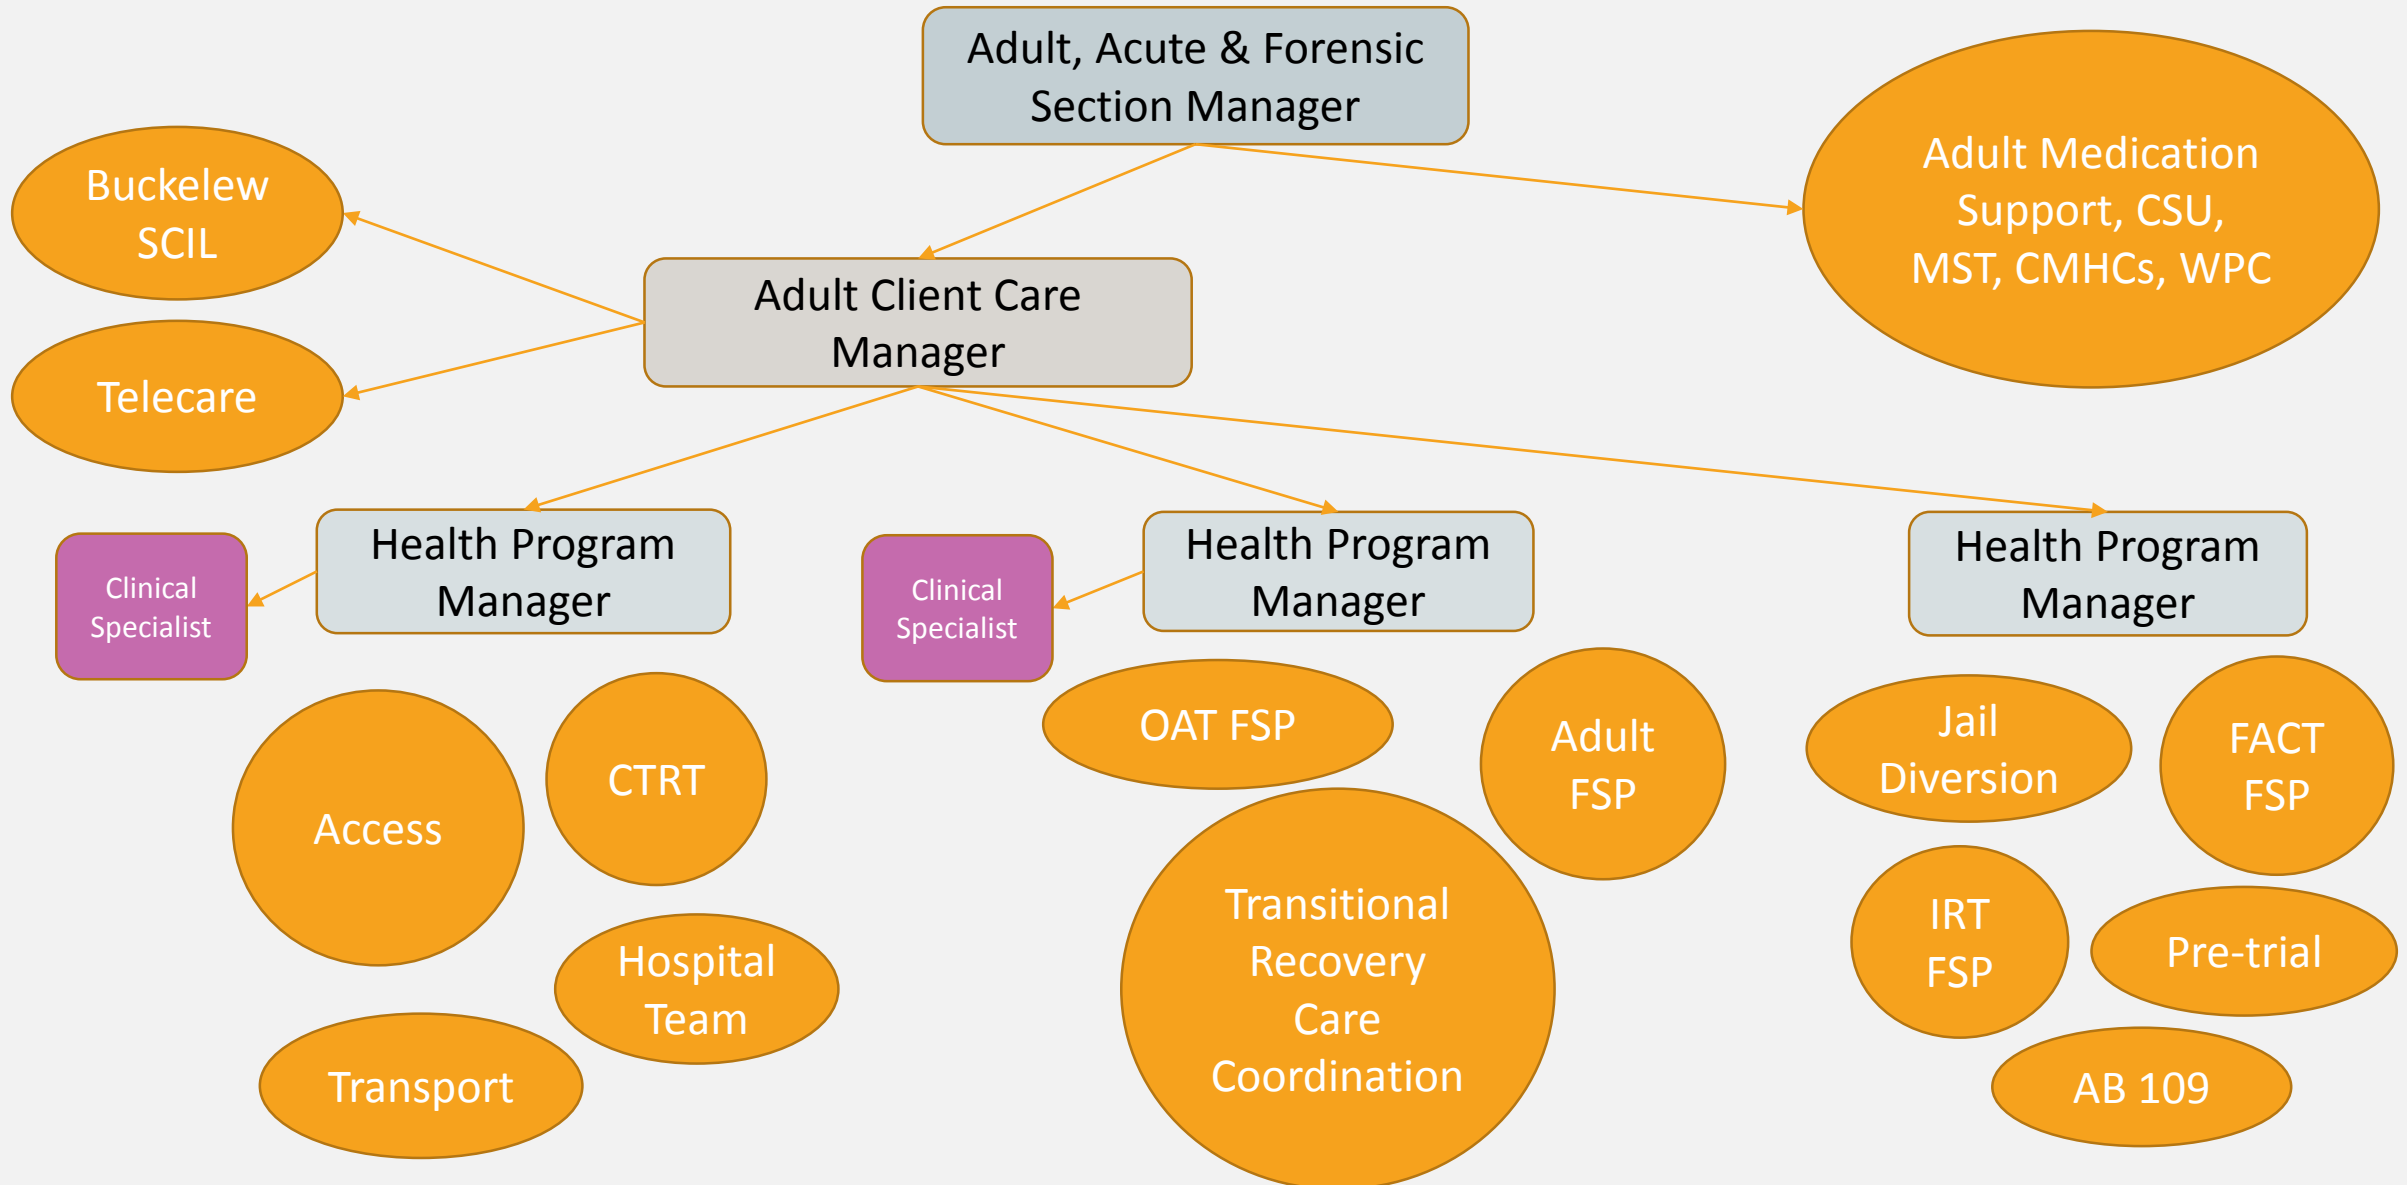 Adult, Acute & Forensic
Section Manager
Adult Medication
Support, CSU,
MST, CMHCs, WPC
Buckelew
SCIL
Adult Client Care
Manager
Telecare
Clinical
Specialist
Health Program
Manager
Clinical
Specialist
Health Program
Manager
Health Program
Manager
Access
CTRT
Hospital
Team
Transport
OAT FSP
Adult
FSP
Transitional
Recovery
Care
Coordination
Jail
Diversion
FACT
FSP
IRT
FSP
Pre-trial
AB 109